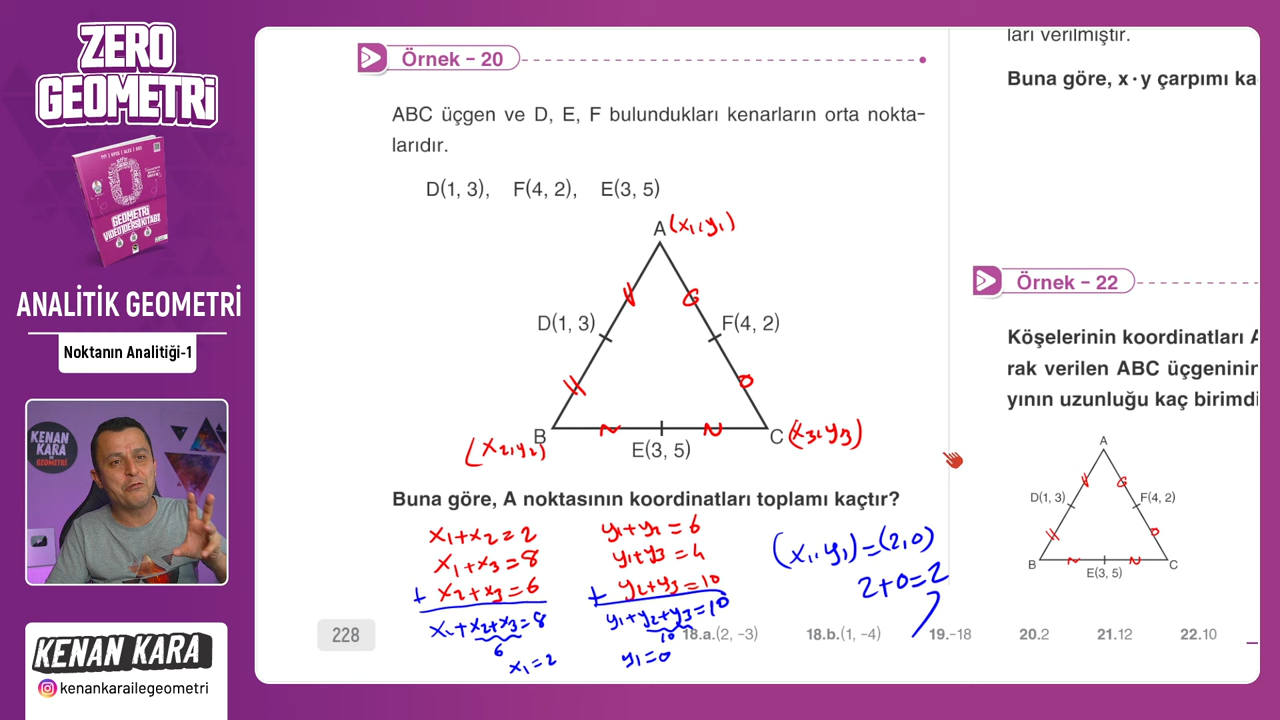 ZERO
GEOMETRİ
GEOMETRİ
VİDEO DERS KİTABI
ANALİTİK GEOMETRİ
Noktanın Analitiği-1
KENAN
KARA
GEOMETRİ
KENAN KARA
kenankarailegeometri
Örnek - 20
ABC üçgen ve D, E, F bulundukları kenarların orta nokta-
larıdır.
D(1, 3), F(4, 2), E(3, 5)
A (x₁,y₁)
D(1, 3)
F(4, 2)
B
(x₂,y₂)
C (x₃,y₃)
E(3, 5)
Buna göre, A noktasının koordinatları toplamı kaçtır?
x₁+x₂=2
x₁+x₃=8
+ x₂+x₃=6
x₁+x₂+x₃=8
6
x₁=2
y₁+y₂=6
y₁+y₃=4
+ y₂+y₃=10
y₁+y₂+y₃=10
10
y₁=0
(x₁,y₁)=(2,0)
2+0=2
228
18.a.(2, -3) 18.b.(1, -4) 19.-18 20.2 21.12 22.10
ları verilmiştir.
Buna göre, x·y çarpımı ka
Örnek - 22
Köşelerinin koordinatları A
rak verilen ABC üçgeninin
yının uzunluğu kaç birimdi
A
D(1, 3)
F(4, 2)
B
E(3, 5)
C